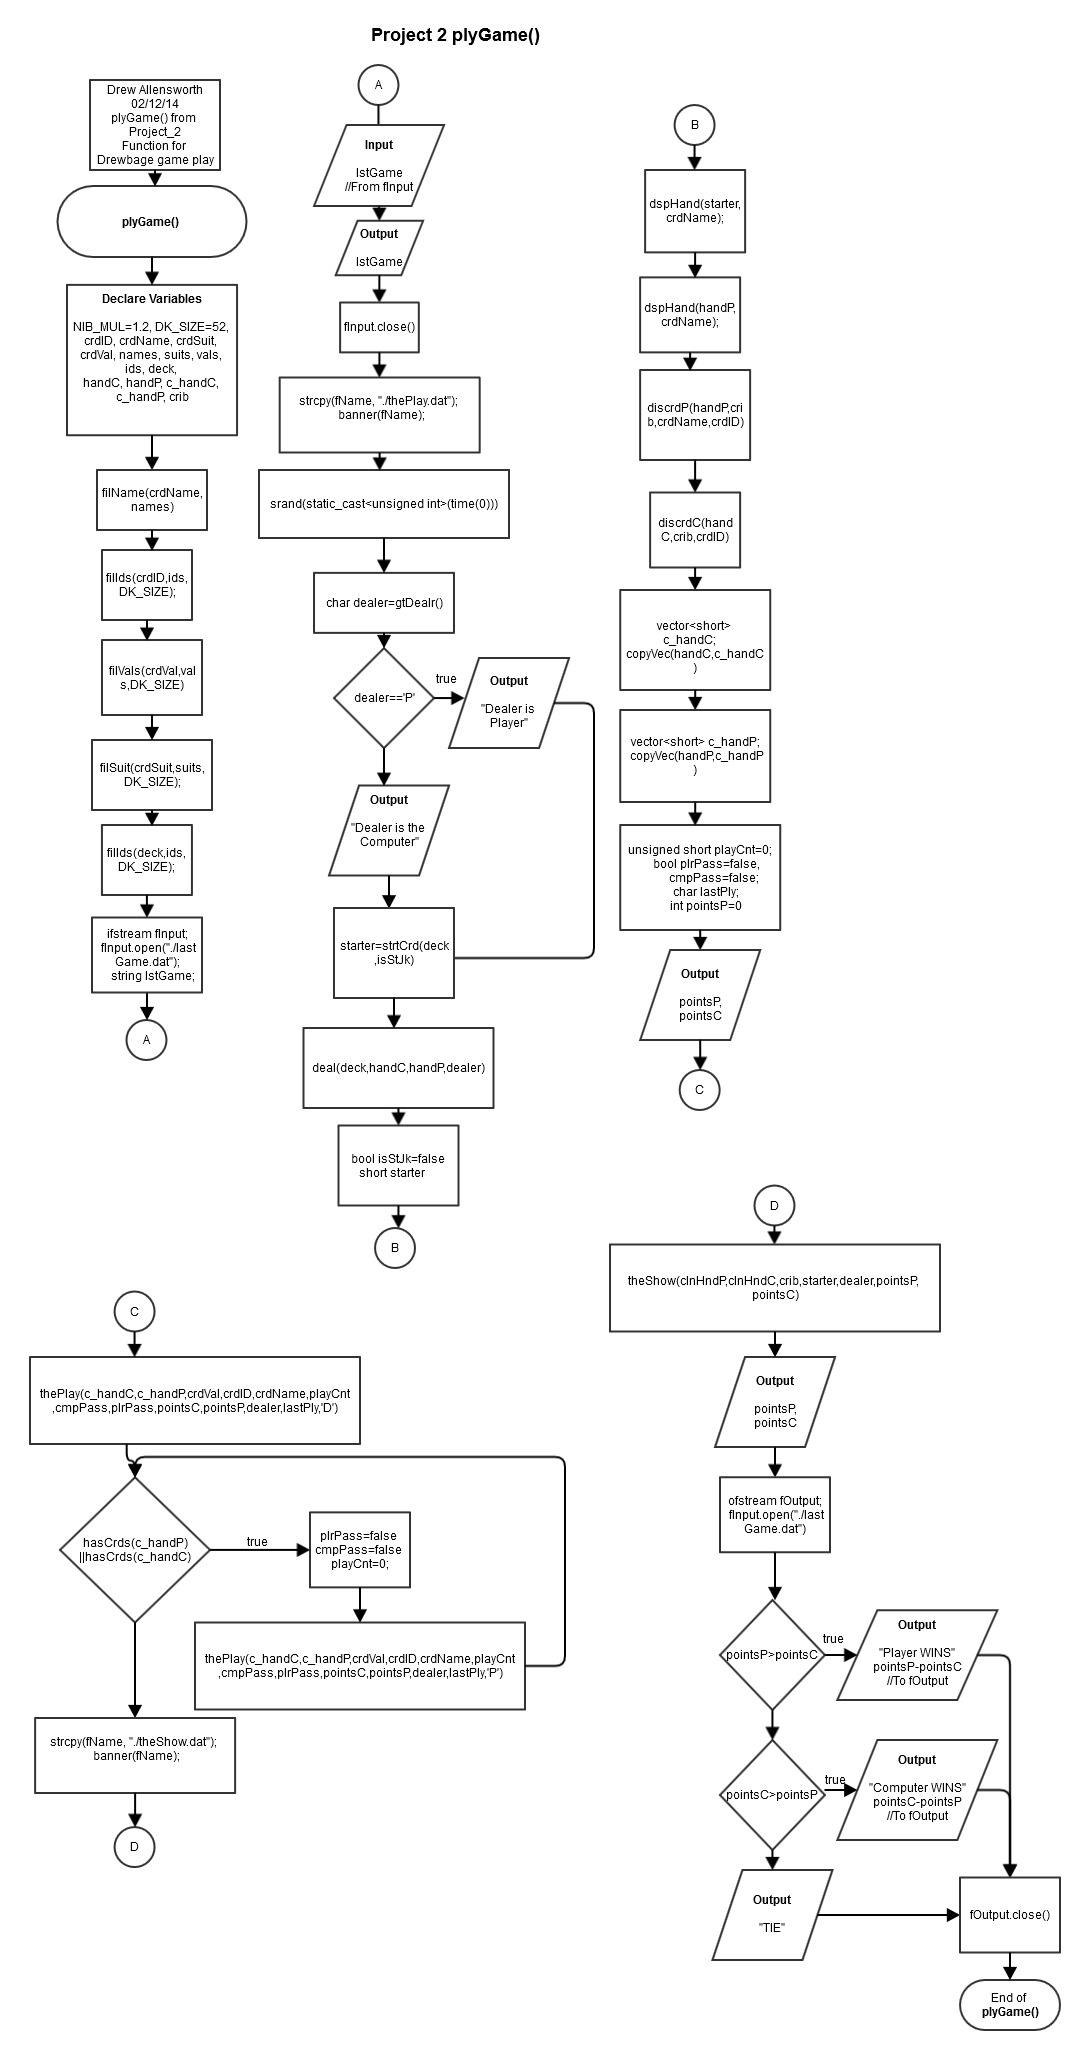 Project 2 plyGame()
Drew Allensworth
02/12/14
plyGame() from
Project_2
Function for
Drewbage game play
plyGame()
Declare Variables
NIB_MUL=1.2, DK_SIZE=52,
crdID, crdName, crdSuit,
crdVal, names, suits, vals,
ids, deck,
handC, handP, c_handC,
c_handP, crib
filName(crdName,
names)
fillds(crdID,ids,
DK_SIZE);
filVals(crdVal,val
s,DK_SIZE)
filSuit(crdSuit,suits,
DK_SIZE);
fillds(deck,ids,
DK_SIZE);
ifstream fInput;
fInput.open("./last
Game.dat");
string lstGame;
A
A
Input
lstGame
//From fInput
Output
lstGame
fInput.close()
strcpy(fName, "./thePlay.dat");
banner(fName);
srand(static_cast<unsigned int>(time(0)))
char dealer=gtDealr()
dealer=='P'
true
Output
"Dealer is
Player"
Output
"Dealer is the
Computer"
starter=strtCrd(deck
,isStJk)
deal(deck,handC,handP,dealer)
bool isStJk=false
short starter
B
B
dspHand(starter,
crdName);
dspHand(handP,
crdName);
discrdP(handP,cri
b,crdName,crdID)
discrdC(hand
C,crib,crdID)
vector<short>
c_handC;
copyVec(handC,c_handC
)
vector<short> c_handP;
copyVec(handP,c_handP
)
unsigned short playCnt=0;
bool plrPass=false,
cmpPass=false;
char lastPly;
int pointsP=0
Output
pointsP,
pointsC
C
C
thePlay(c_handC,c_handP,crdVal,crdID,crdName,playCnt
,cmpPass,plrPass,pointsC,pointsP,dealer,lastPly,'D')
hasCrds(c_handP)
||hasCrds(c_handC)
true
plrPass=false
cmpPass=false
playCnt=0;
thePlay(c_handC,c_handP,crdVal,crdID,crdName,playCnt
,cmpPass,plrPass,pointsC,pointsP,dealer,lastPly,'P')
strcpy(fName, "./theShow.dat");
banner(fName);
D
D
theShow(clnHndP,clnHndC,crib,starter,dealer,pointsP,
pointsC)
Output
pointsP,
pointsC
ofstream fOutput;
fInput.open("./last
Game.dat")
pointsP>pointsC
true
Output
"Player WINS"
pointsP-pointsC
//To fOutput
pointsC>pointsP
true
Output
"Computer WINS"
pointsC-pointsP
//To fOutput
Output
"TIE"
fOutput.close()
End of
plyGame()